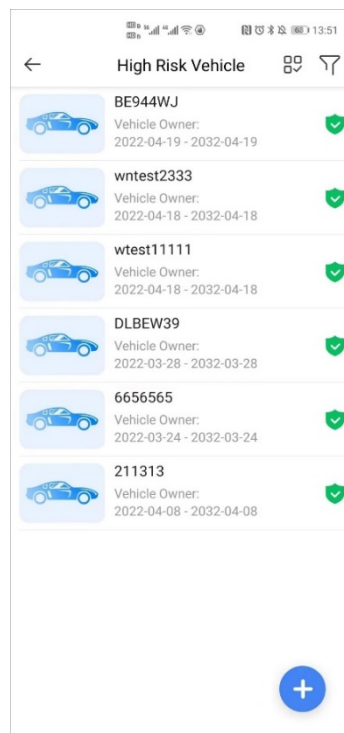 13:51
High Risk Vehicle
BE944WJ
Vehicle Owner:
2022-04-19 - 2032-04-19
wntest2333
Vehicle Owner:
2022-04-18 - 2032-04-18
wtest11111
Vehicle Owner:
2022-04-18 - 2032-04-18
DLBEW39
Vehicle Owner:
2022-03-28 - 2032-03-28
6656565
Vehicle Owner:
2022-03-24 - 2032-03-24
211313
Vehicle Owner:
2022-04-08 - 2032-04-08